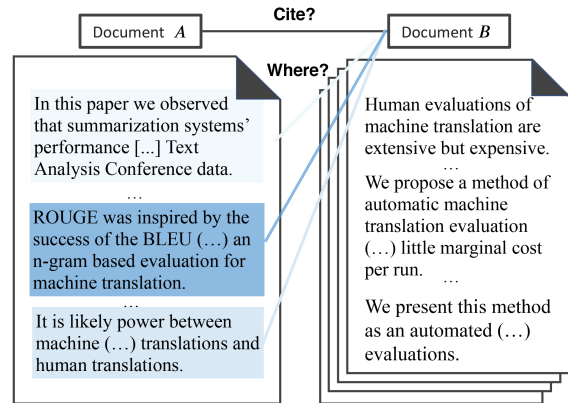 Cite?
Document A
Document B
Where?
In this paper we observed
that summarization systems’
performance [...] Text
Analysis Conference data.
...
ROUGE was inspired by the
success of the BLEU (…) an
n-gram based evaluation for
machine translation.
...
It is likely power between
machine (…) translations and
human translations.
Human evaluations of
machine translation are
extensive but expensive.
...
We propose a method of
automatic machine
translation evaluation
(…) little marginal cost
per run.
...
We present this method
as an automated (…)
evaluations.